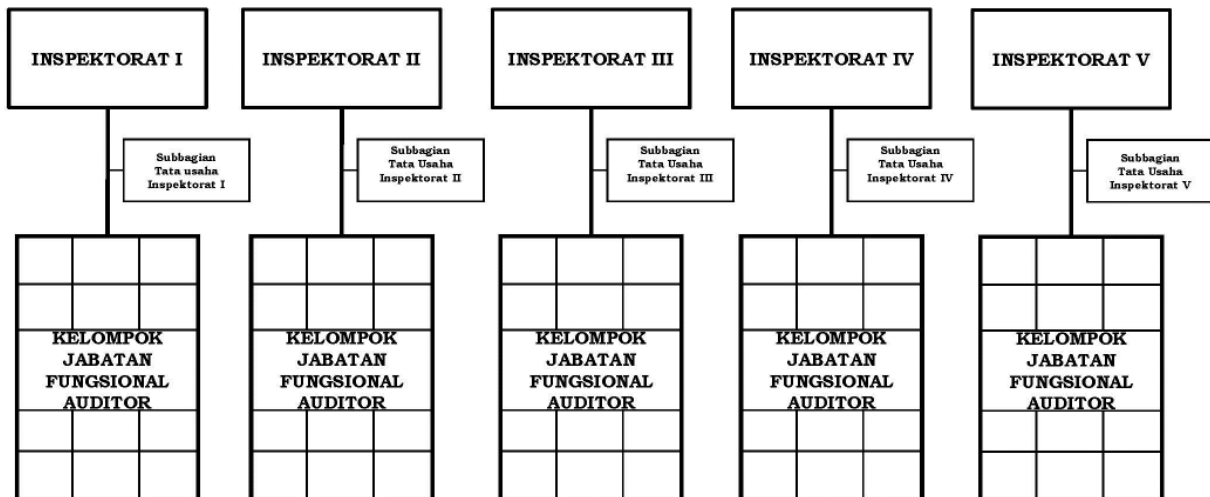 INSPEKTORAT I
INSPEKTORAT II
INSPEKTORAT III
INSPEKTORAT IV
INSPEKTORAT V
Subbagian
Tata usaha
Inspektorat I
Subbagian
Tata Usaha
Inspektorat II
Subbagian
Tata Usaha
Inspektorat III
Subbagian
Tata Usaha
Inspektorat IV
Subbagian
Tata Usaha
Inspektorat V
KELOMPOK
JABATAN
FUNGSIONAL
AUDITOR
KELOMPOK
JABATAN
FUNGSIONAL
AUDITOR
KELOMPOK
JABATAN
FUNGSIONAL
AUDITOR
KELOMPOK
JABATAN
FUNGSIONAL
AUDITOR
KELOMPOK
JABATAN
FUNGSIONAL
AUDITOR